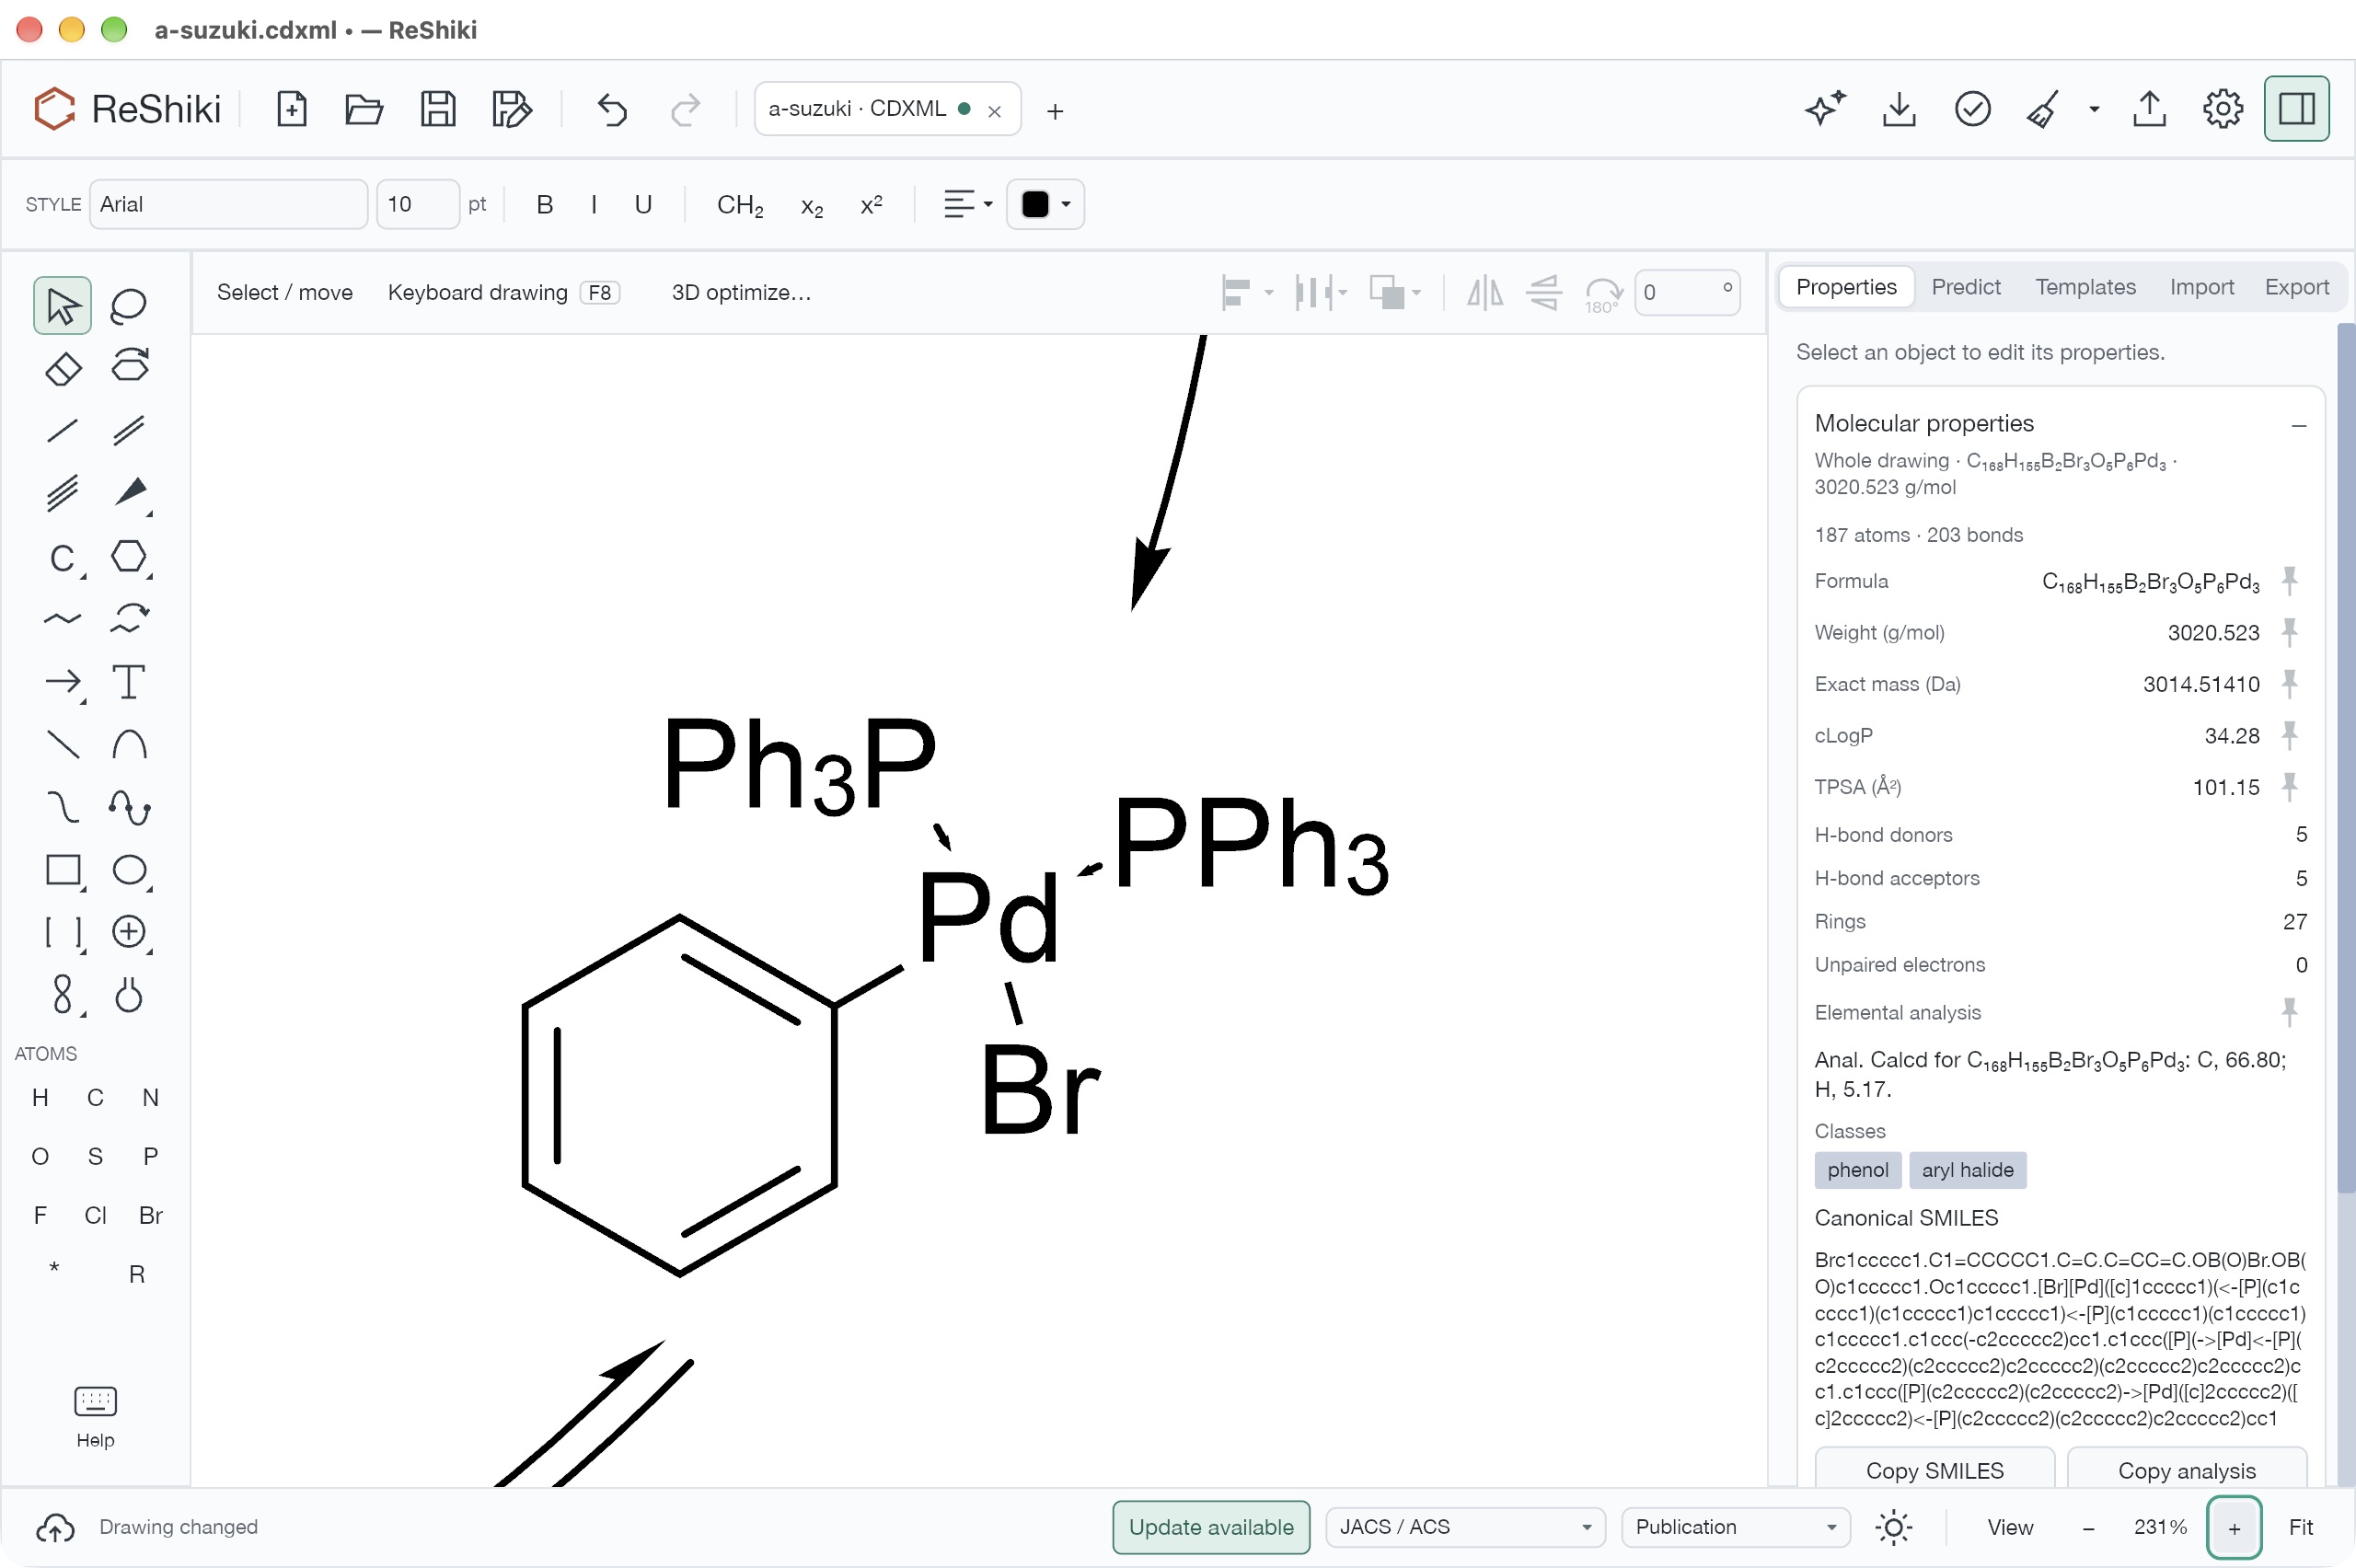 a-suzuki.cdxml • — ReShiki
ReShiki
a-suzuki · CDXML
STYLE Arial 10 pt B I U CH₂ x₂ x²
Select / move Keyboard drawing F8 3D optimize...
180° 0 °
Properties Predict Templates Import Export
Select an object to edit its properties.
Molecular properties
Whole drawing · C₁₆₈H₁₅₅B₂Br₃O₅P₆Pd₃ ·
3020.523 g/mol
187 atoms · 203 bonds
Formula C₁₆₈H₁₅₅B₂Br₃O₅P₆Pd₃
Weight (g/mol) 3020.523
Exact mass (Da) 3014.51410
cLogP 34.28
TPSA (Å²) 101.15
H-bond donors 5
H-bond acceptors 5
Rings 27
Unpaired electrons 0
Elemental analysis
Anal. Calcd for C₁₆₈H₁₅₅B₂Br₃O₅P₆Pd₃: C, 66.80;
H, 5.17.
Classes
phenol aryl halide
Canonical SMILES
Brc1ccccc1.C1=CCCCC1.C=C.C=CC=C.OB(O)Br.OB(
O)c1ccccc1.Oc1ccccc1.[Br][Pd]([c]1ccccc1)(<-[P](c1c
cccc1)(c1ccccc1)c1ccccc1)<-[P](c1ccccc1)(c1ccccc1)
c1ccccc1.c1ccc(-c2ccccc2)cc1.c1ccc([P](->[Pd]<-[P](
c2ccccc2)(c2ccccc2)c2ccccc2)(c2ccccc2)c2ccccc2)c
c1.c1ccc([P](c2ccccc2)(c2ccccc2)->[Pd]([c]2ccccc2)([
c]2ccccc2)<-[P](c2ccccc2)(c2ccccc2)c2ccccc2)cc1
Copy SMILES Copy analysis
Ph₃P
PPh₃
Pd
Br
C
T
ATOMS
H C N
O S P
F Cl Br
* R
Help
Drawing changed
Update available
JACS / ACS
Publication
View – 231% + Fit